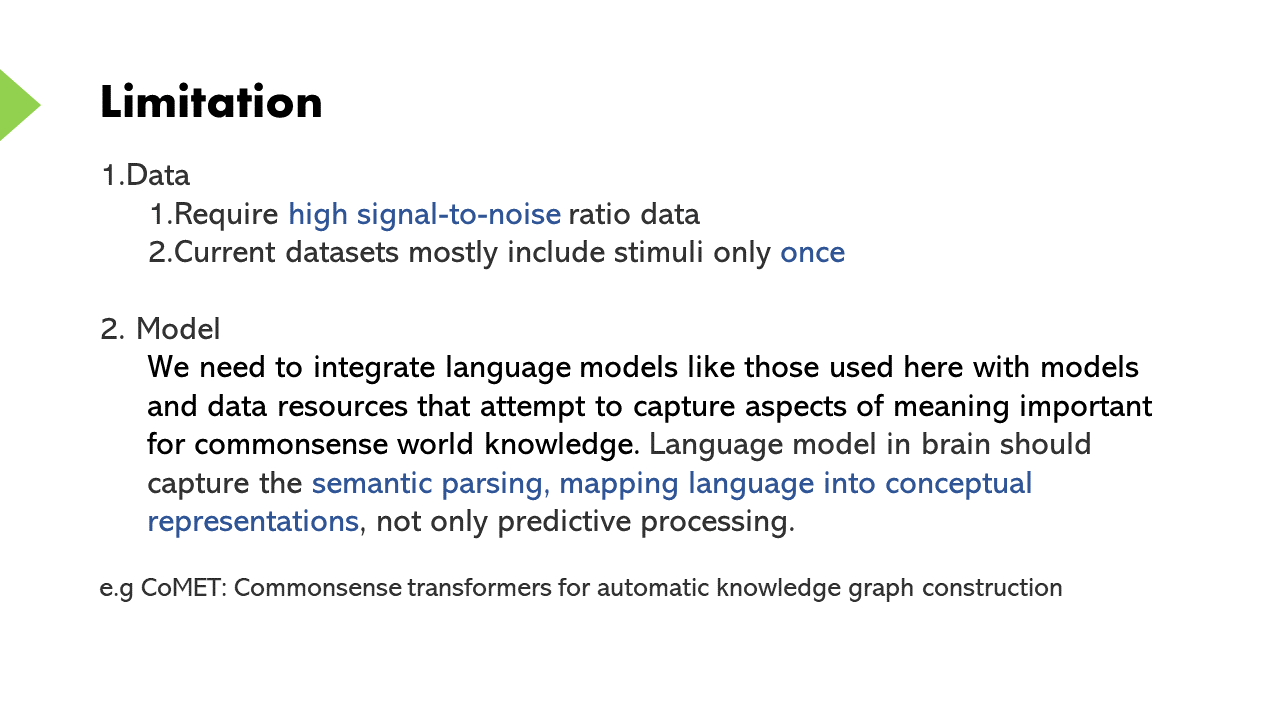 Limitation
1.Data
1.Require high signal-to-noise ratio data
2.Current datasets mostly include stimuli only once
2. Model
We need to integrate language models like those used here with models
and data resources that attempt to capture aspects of meaning important
for commonsense world knowledge. Language model in brain should
capture the semantic parsing, mapping language into conceptual
representations, not only predictive processing.
e.g CoMET: Commonsense transformers for automatic knowledge graph construction